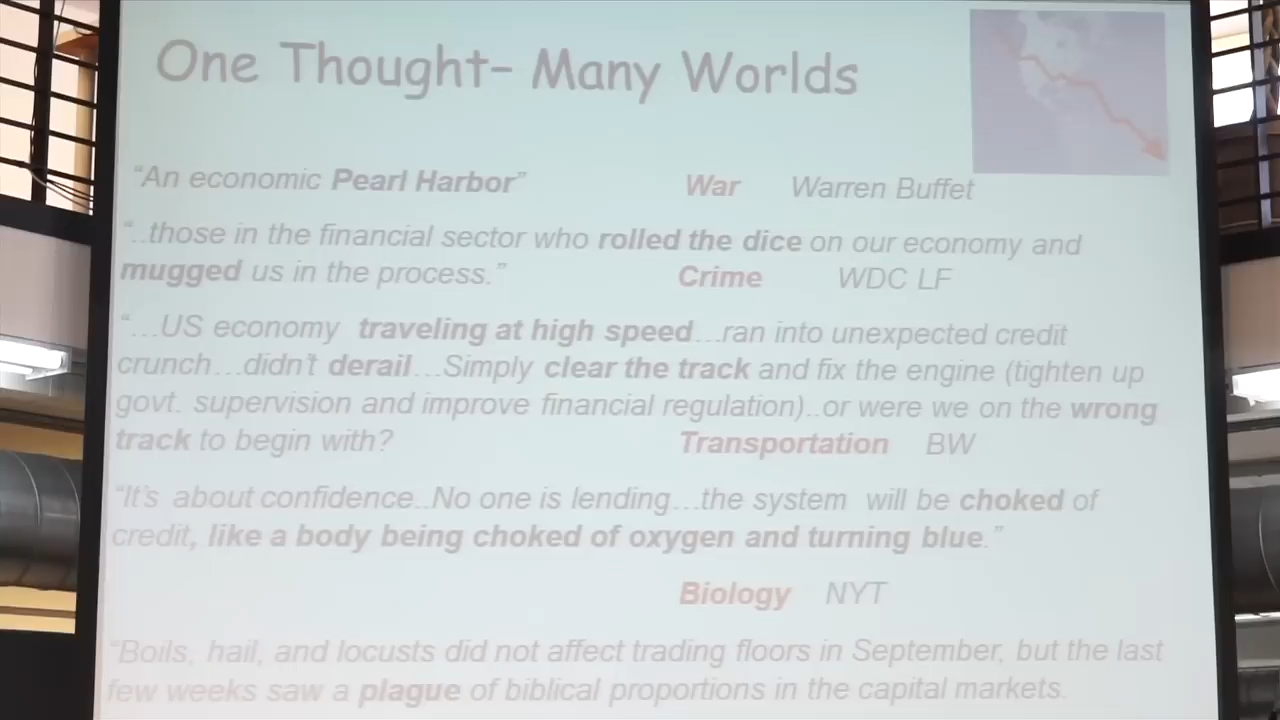 One Thought– Many Worlds
“An economic Pearl Harbor” War Warren Buffet
“..those in the financial sector who rolled the dice on our economy and
mugged us in the process.” Crime WDC LF
“…US economy traveling at high speed…ran into unexpected credit
crunch…didn’t derail…Simply clear the track and fix the engine (tighten up
govt. supervision and improve financial regulation)..or were we on the wrong
track to begin with? Transportation BW
“It’s about confidence..No one is lending…the system will be choked of
credit, like a body being choked of oxygen and turning blue.”
Biology NYT
“Boils, hail, and locusts did not affect trading floors in September, but the last
few weeks saw a plague of biblical proportions in the capital markets.